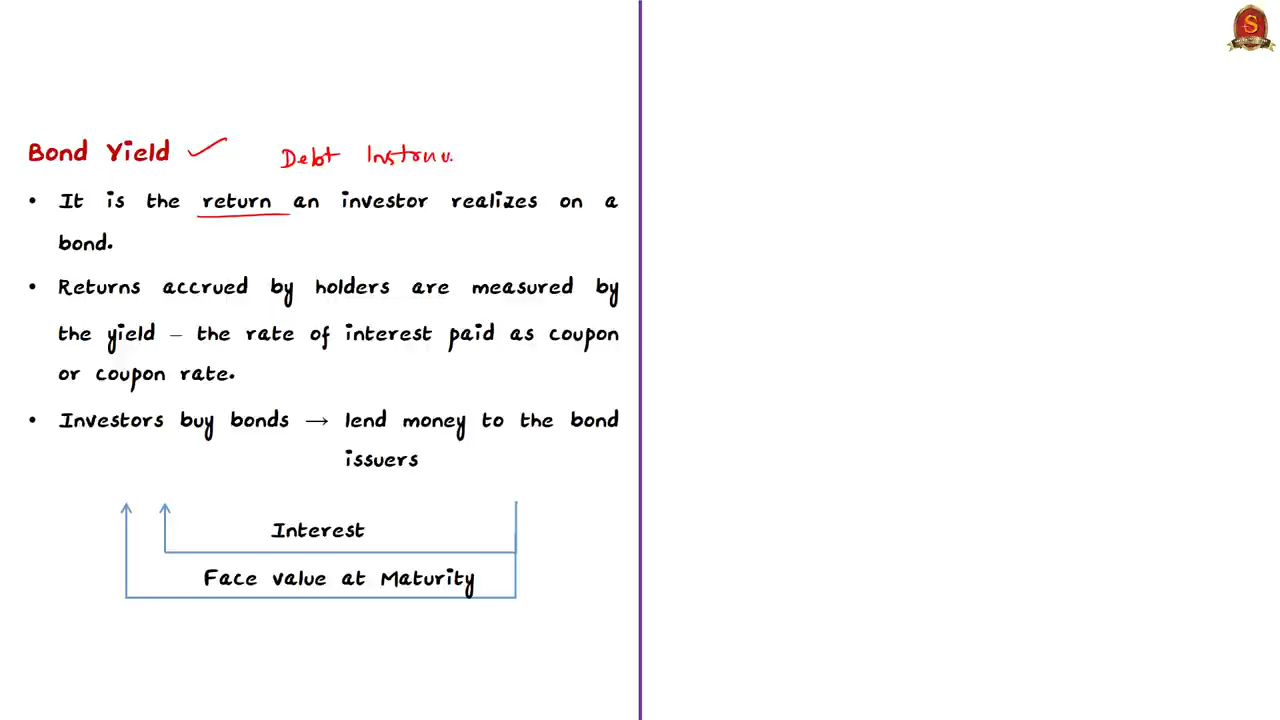 Bond Yield Debt Instru
• It is the return an investor realizes on a
bond.
• Returns accrued by holders are measured by
the yield – the rate of interest paid as coupon
or coupon rate.
• Investors buy bonds → lend money to the bond
issuers
Interest
Face value at Maturity
S